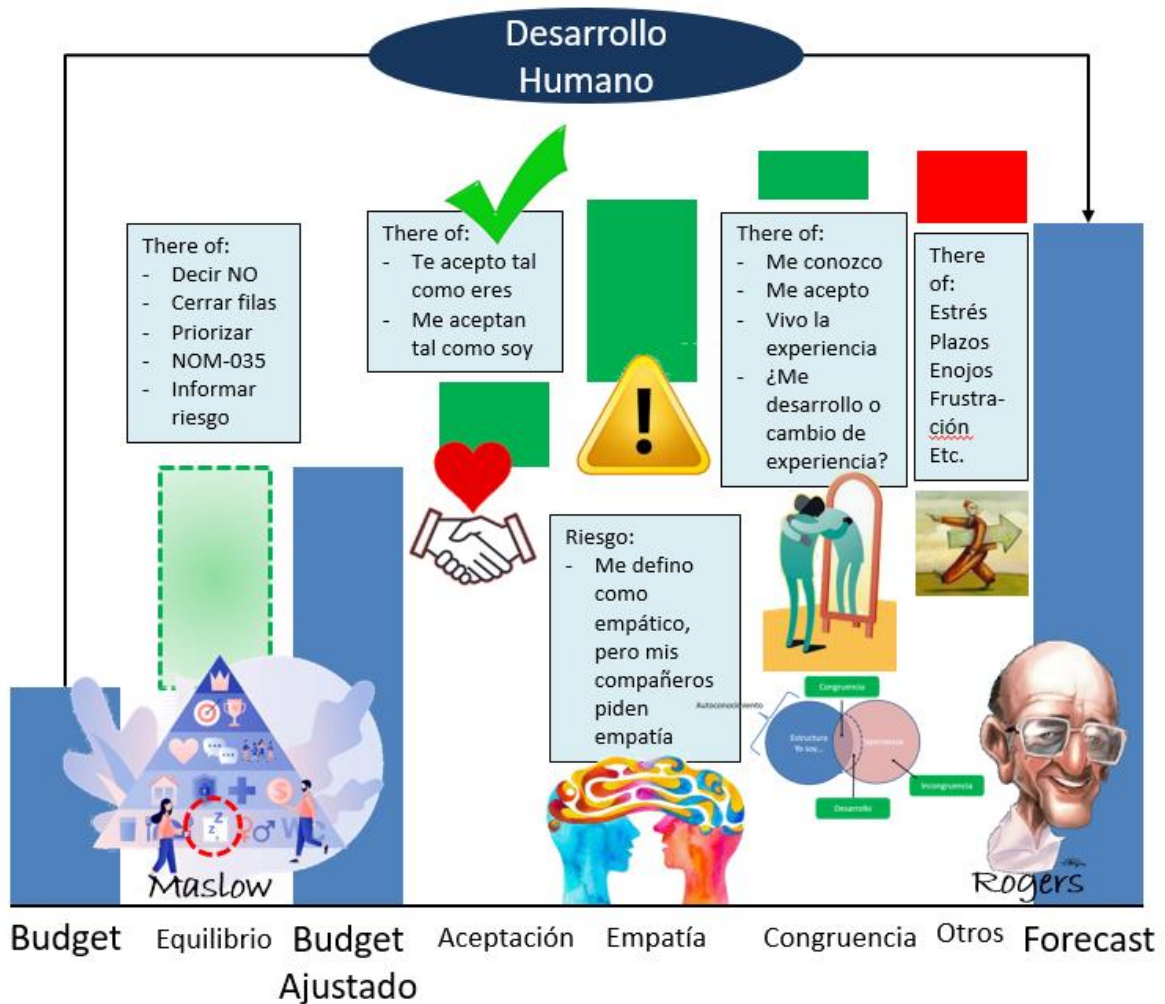 Desarrollo
Humano
There of:
- Decir NO
- Cerrar filas
- Priorizar
- NOM-035
- Informar
riesgo
There of:
- Te acepto tal
como eres
- Me aceptan
tal como soy
There of:
- Me conozco
- Me acepto
- Vivo la
experiencia
- ¿Me
desarrollo o
cambio de
experiencia?
There
of:
Estrés
Plazos
Enojos
Frustra-
ción
Etc.
!
Riesgo:
- Me defino
como
empático,
pero mis
compañeros
piden
empatía
Congruencia
Autoconocimiento
Estructura
Yo soy...
Incongruencia
Desarrollo
$
z
z
z
Maslow
Rogers
Budget
Equilibrio
Budget
Ajustado
Aceptación
Empatía
Congruencia
Otros
Forecast